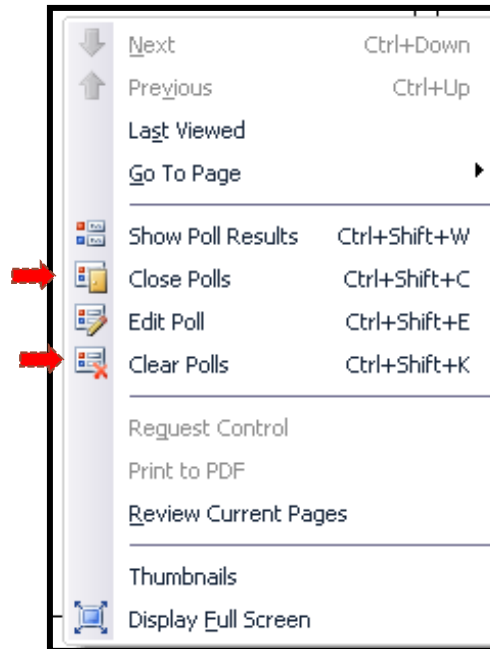 Next Ctrl+Down
Previous Ctrl+Up
Last Viewed
Go To Page
Show Poll Results Ctrl+Shift+W
Close Polls Ctrl+Shift+C
Edit Poll Ctrl+Shift+E
Clear Polls Ctrl+Shift+K
Request Control
Print to PDF
Review Current Pages
Thumbnails
Display Full Screen